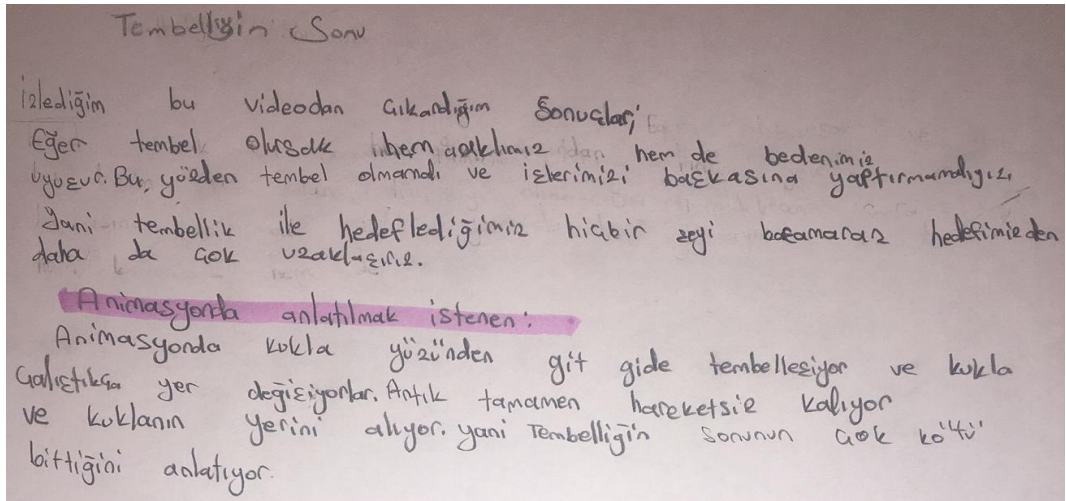 Tembelliğin Sonu
İzlediğim bu videodan çıkardığım Sonuçlar;
Eğer tembel olursak hem aklımız hem de bedenimiz
uyuşur. Bu yüzden tembel olmamalı ve işlerimizi başkasına yaptırmamalıyız.
Yani tembellik ile hedeflediğimiz hiçbir şeyi başamaraz hedefimizden
daha da çok uzaklaşırız.
Animasyonda anlatılmak istenen:
Animasyonda kukla yüzünden git gide tembelleşiyor ve kukla
çalıştıkça yer değişiyorlar. Artık tamamen hareketsiz kalıyor
ve kuklanın yerini alıyor. yani Tembelliğin sonunun çok kötü
bittiğini anlatıyor.